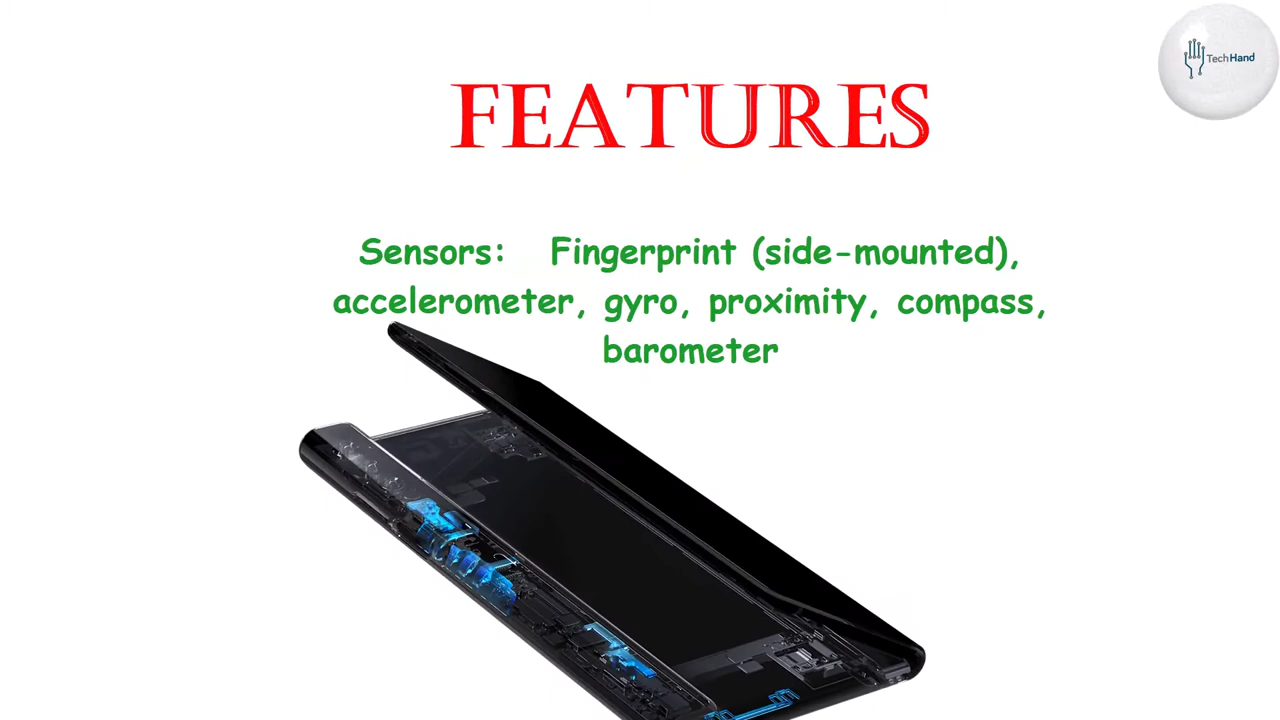 TechHand
FEATURES
Sensors: Fingerprint (side-mounted),
accelerometer, gyro, proximity, compass,
barometer